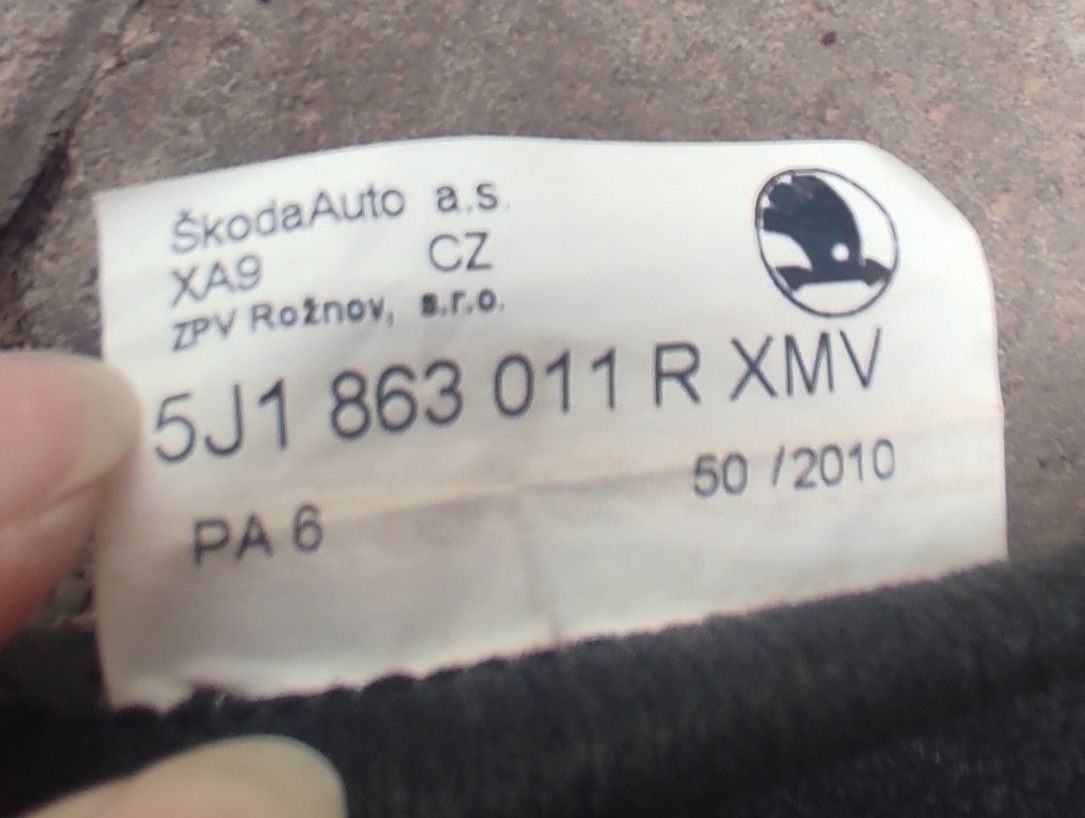 ŠkodaAuto a.s.
XA9 CZ
ZPV Rožnov, s.r.o.
5J1 863 011 R XMV
50 /2010
PA 6